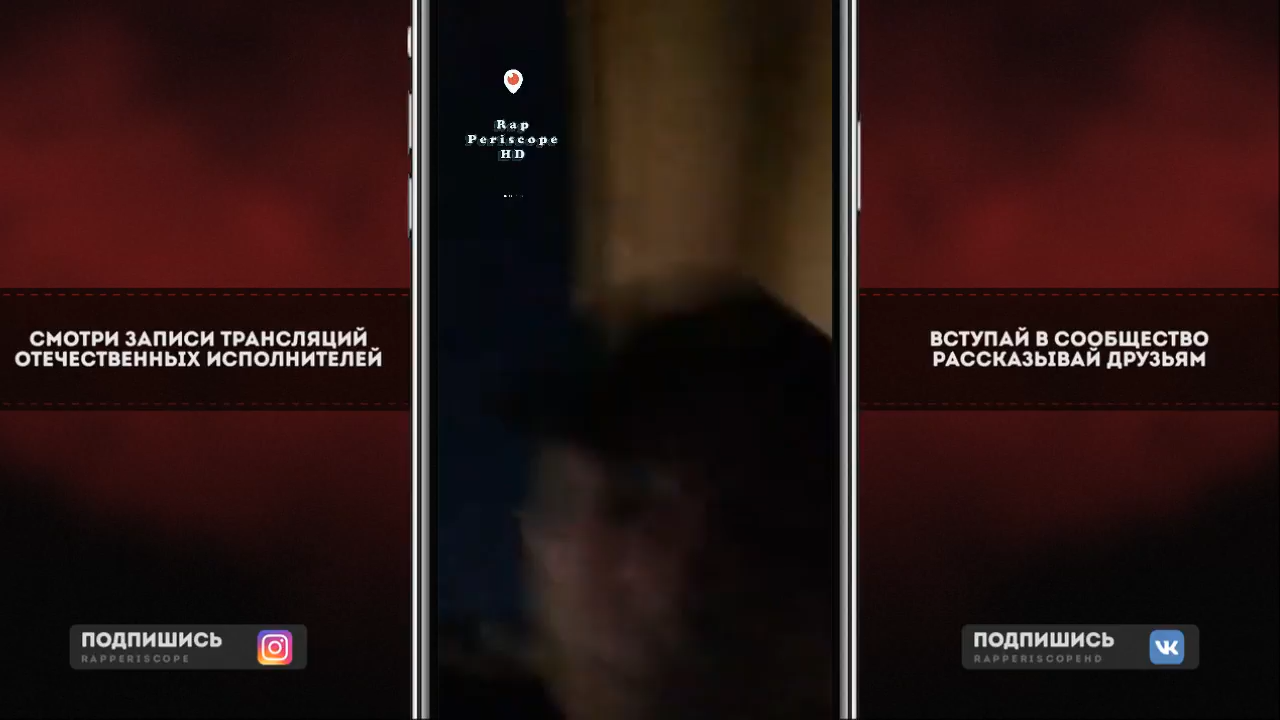 Rap
Periscope
HD
СМОТРИ ЗАПИСИ ТРАНСЛЯЦИЙ
ОТЕЧЕСТВЕННЫХ ИСПОЛНИТЕЛЕЙ
ВСТУПАЙ В СООБЩЕСТВО
РАССКАЗЫВАЙ ДРУЗЬЯМ
ПОДПИШИСЬ
RAPPERISCOPE
ПОДПИШИСЬ
RAPPERISCOPEHD